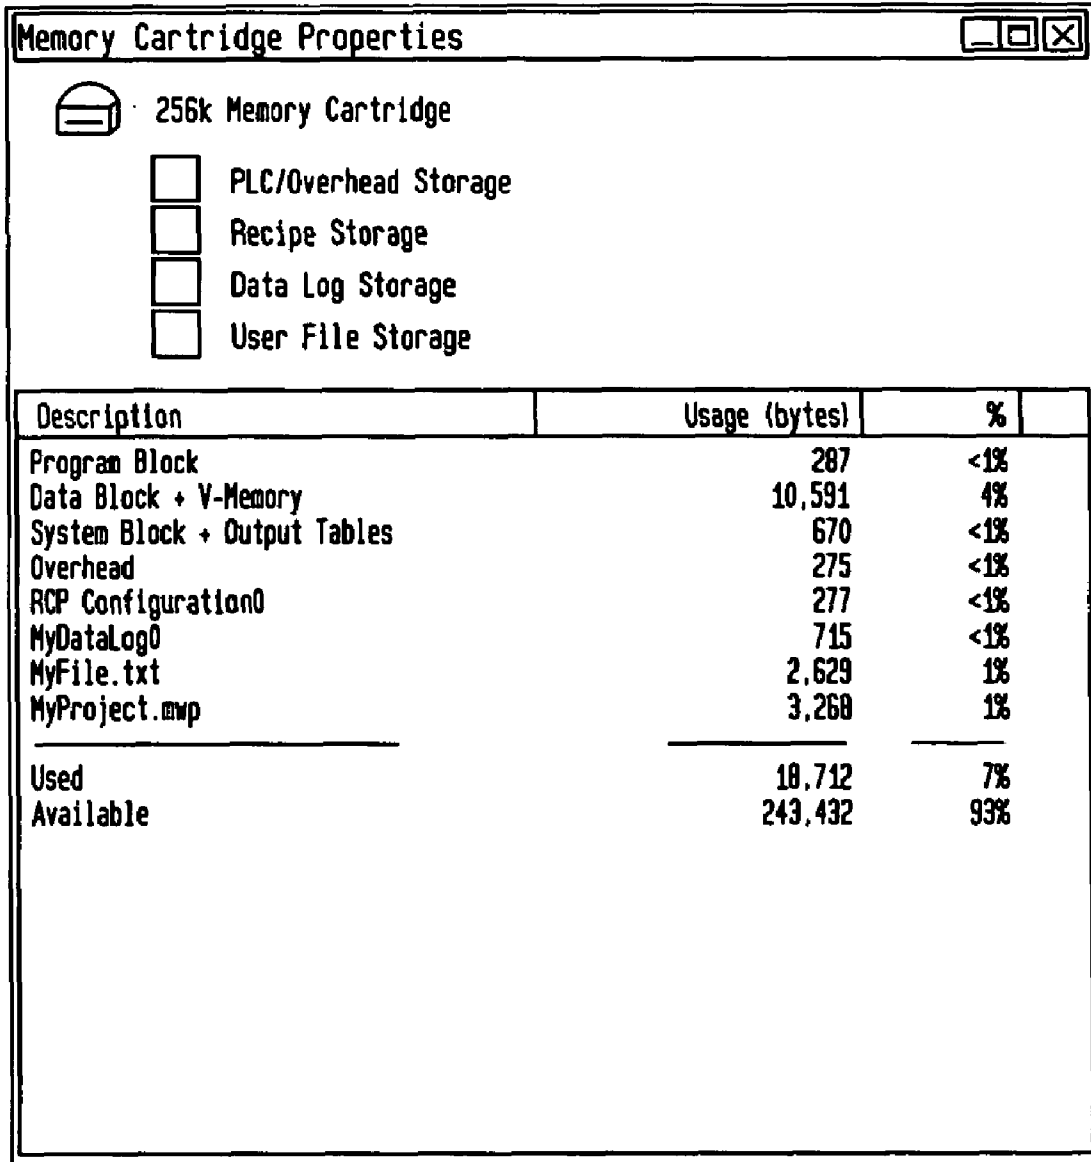 Memory Cartridge Properties
256k Memory Cartridge
PLC/Overhead Storage
Recipe Storage
Data Log Storage
User File Storage
Description Usage (bytes) %
Program Block 287 <1%
Data Block + V-Memory 10,591 4%
System Block + Output Tables 670 <1%
Overhead 275 <1%
RCP Configuration0 277 <1%
MyDataLog0 715 <1%
MyFile.txt 2,629 1%
MyProject.mwp 3,268 1%
Used 18,712 7%
Available 243,432 93%